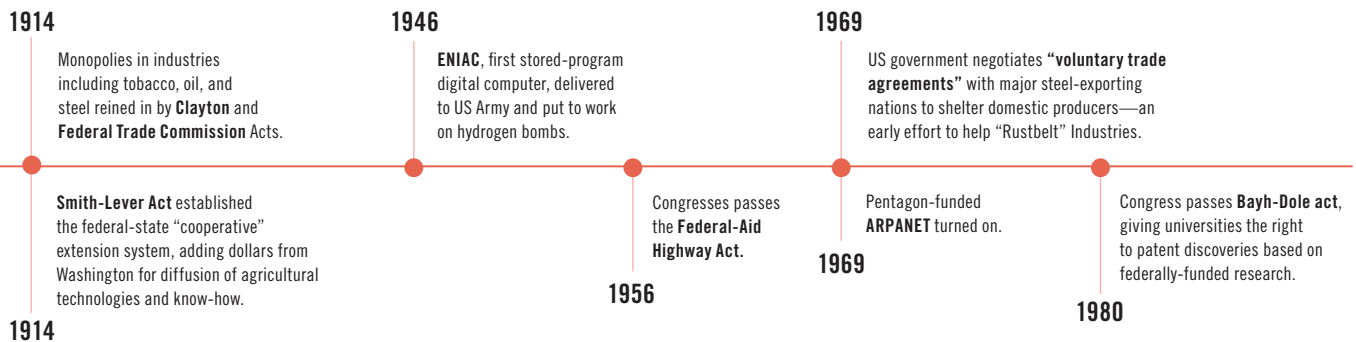 1914
Monopolies in industries
including tobacco, oil, and
steel reined in by Clayton and
Federal Trade Commission Acts.
1946
ENIAC, first stored-program
digital computer, delivered
to US Army and put to work
on hydrogen bombs.
1969
US government negotiates “voluntary trade
agreements” with major steel-exporting
nations to shelter domestic producers—an
early effort to help “Rustbelt” Industries.
Smith-Lever Act established
the federal-state “cooperative”
extension system, adding dollars from
Washington for diffusion of agricultural
technologies and know-how.
1914
Congresses passes
the Federal-Aid
Highway Act.
1956
Pentagon-funded
ARPANET turned on.
1969
Congress passes Bayh-Dole act,
giving universities the right
to patent discoveries based on
federally-funded research.
1980